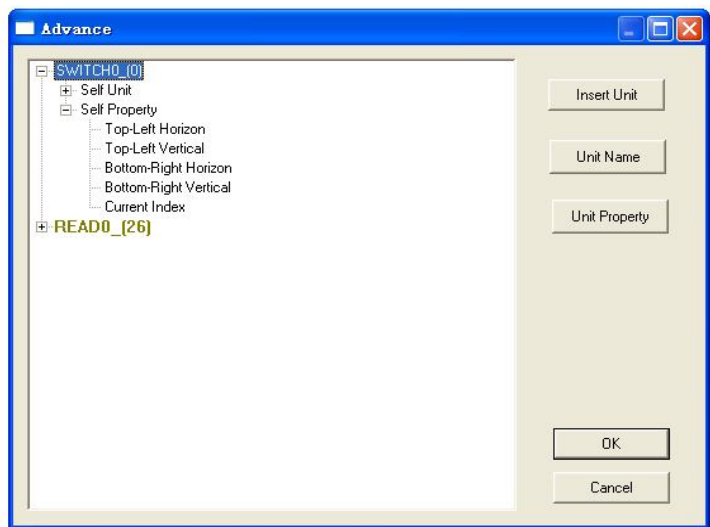 Advance
SWITCH0_(0)
Self Unit
Self Property
Top-Left Horizon
Top-Left Vertical
Bottom-Right Horizon
Bottom-Right Vertical
Current Index
READ0_(26)
Insert Unit
Unit Name
Unit Property
OK
Cancel